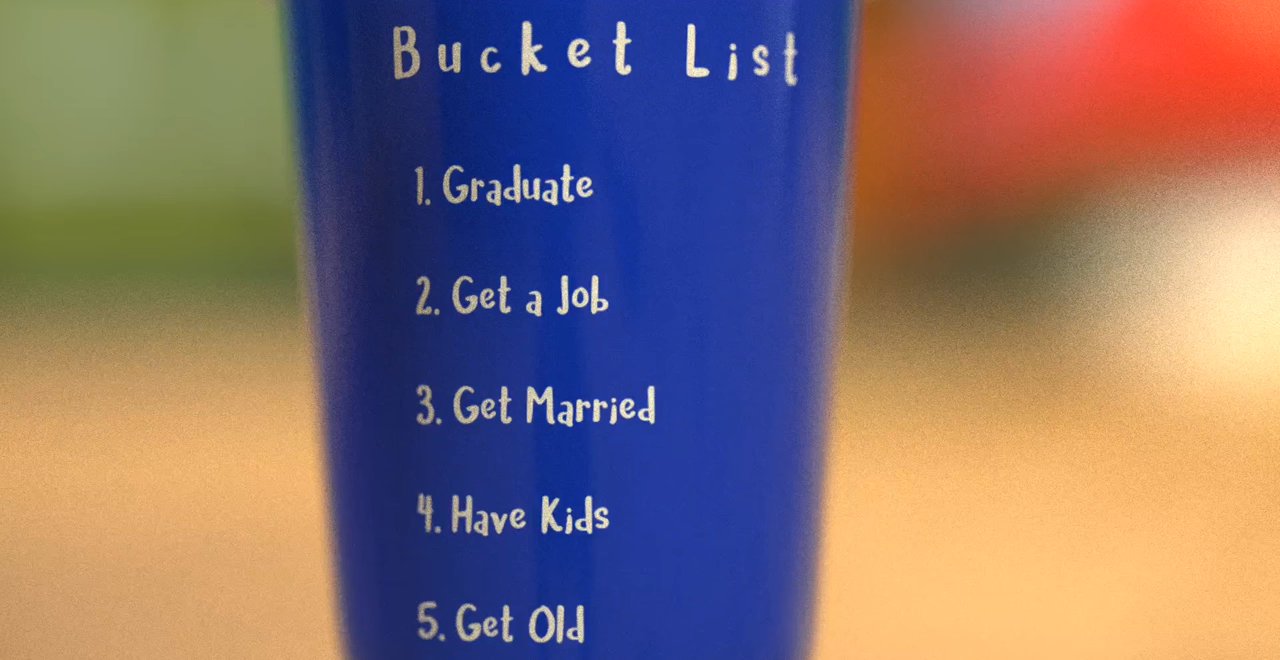 Bucket List
1. Graduate
2. Get a Job
3. Get Married
4. Have Kids
5. Get Old